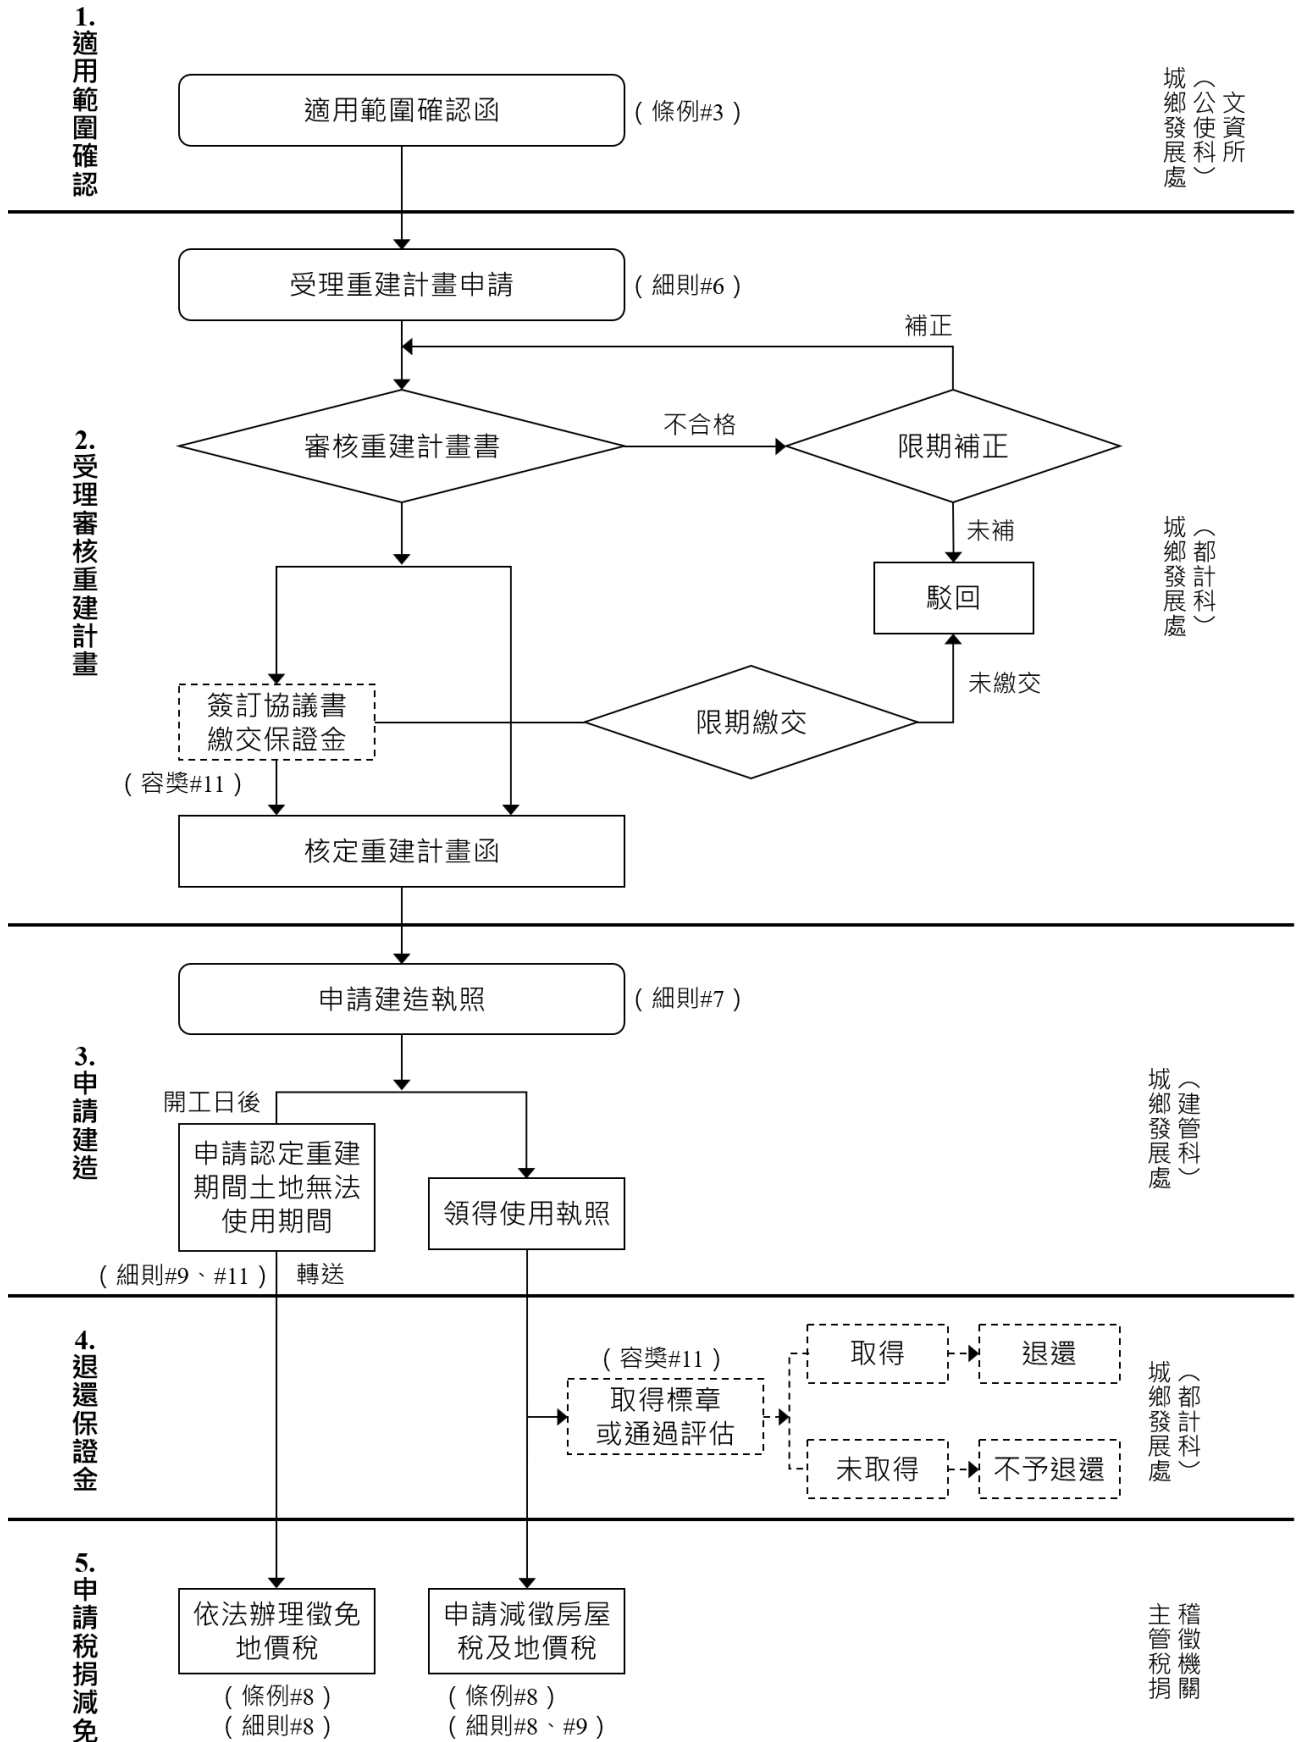 1.適用範圍確認
適用範圍確認函
（條例#3）
文資所
（公使科）
城鄉發展處
2.受理審核重建計畫
受理重建計畫申請
（細則#6）
補正
審核重建計畫書
不合格
限期補正
未補
駁回
（都計科）
城鄉發展處
簽訂協議書
繳交保證金
限期繳交
未繳交
（容獎#11）
核定重建計畫函
3.申請建造
申請建造執照
（細則#7）
開工日後
申請認定重建
期間土地無法
使用期間
領得使用執照
（細則#9、#11）
轉送
（建管科）
城鄉發展處
4.退還保證金
（容獎#11）
取得標章
或通過評估
取得
退還
未取得
不予退還
（都計科）
城鄉發展處
5.申請稅捐減免
依法辦理徵免
地價稅
（條例#8）
（細則#8）
申請減徵房屋
稅及地價稅
（條例#8）
（細則#8、#9）
主管稅捐
稽徵機關